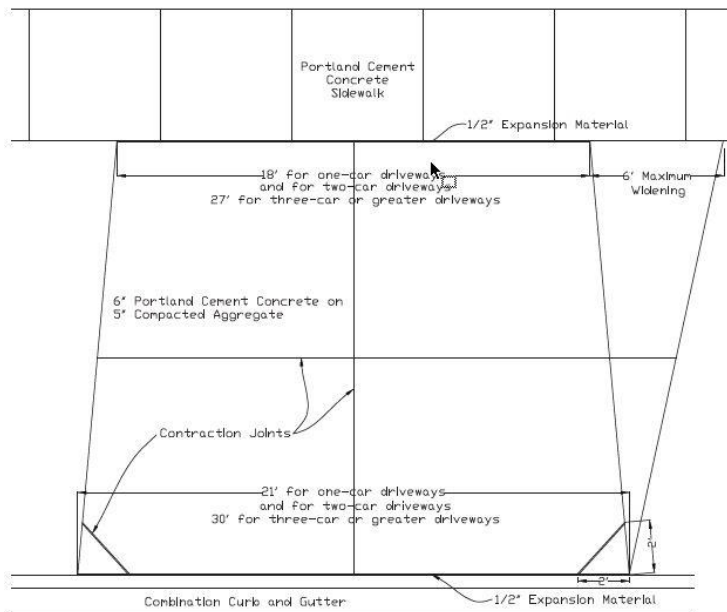 Portland Cement
Concrete
Sidewalk
1/2" Expansion Material
18' for one-car driveways
and for two-car driveways
27' for three-car or greater driveways
6' Maximum
Widening
6" Portland Cement Concrete on
5" Compacted Aggregate
Contraction Joints
21' for one-car driveways
and for two-car driveways
30' for three-car or greater driveways
2'
2'
Combination Curb and Gutter
1/2" Expansion Material